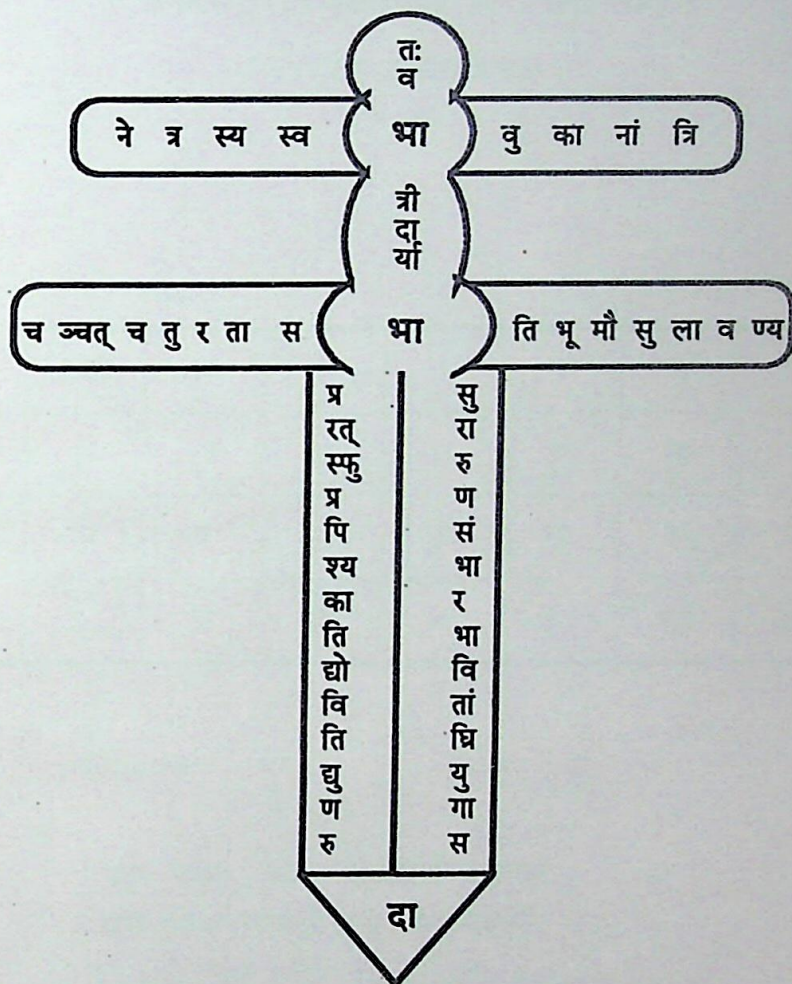 तः
व
ने त्र स्य स्व भा वु का नां त्रि
त्री
दा
र्या
च ञ्चत् च तु र ता स भा ति भू मौ सु ला व ण्य
प्र सु
रत् रा
स्फु रु
प्र ण
पि सं
श्य भा
का र
ति भा
द्यो वि
वि तां
ति घ्रि
द्यु यु
ण गा
रु स
दा